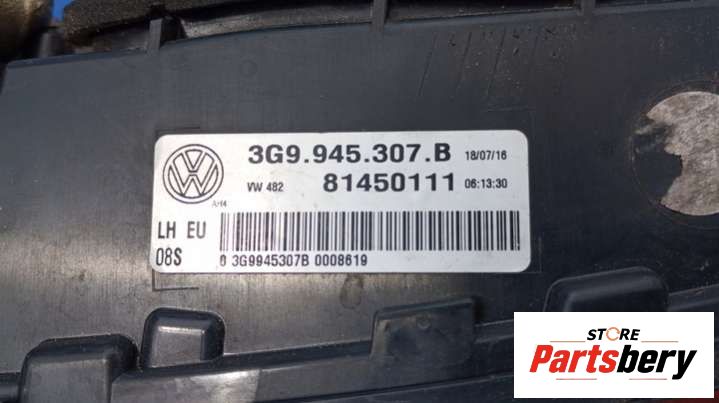 3G9.945.307.B 18/07/16
VW 482 81450111 06:13:30
LH EU
08S
3G9945307B 0008619
STORE
Partsbery